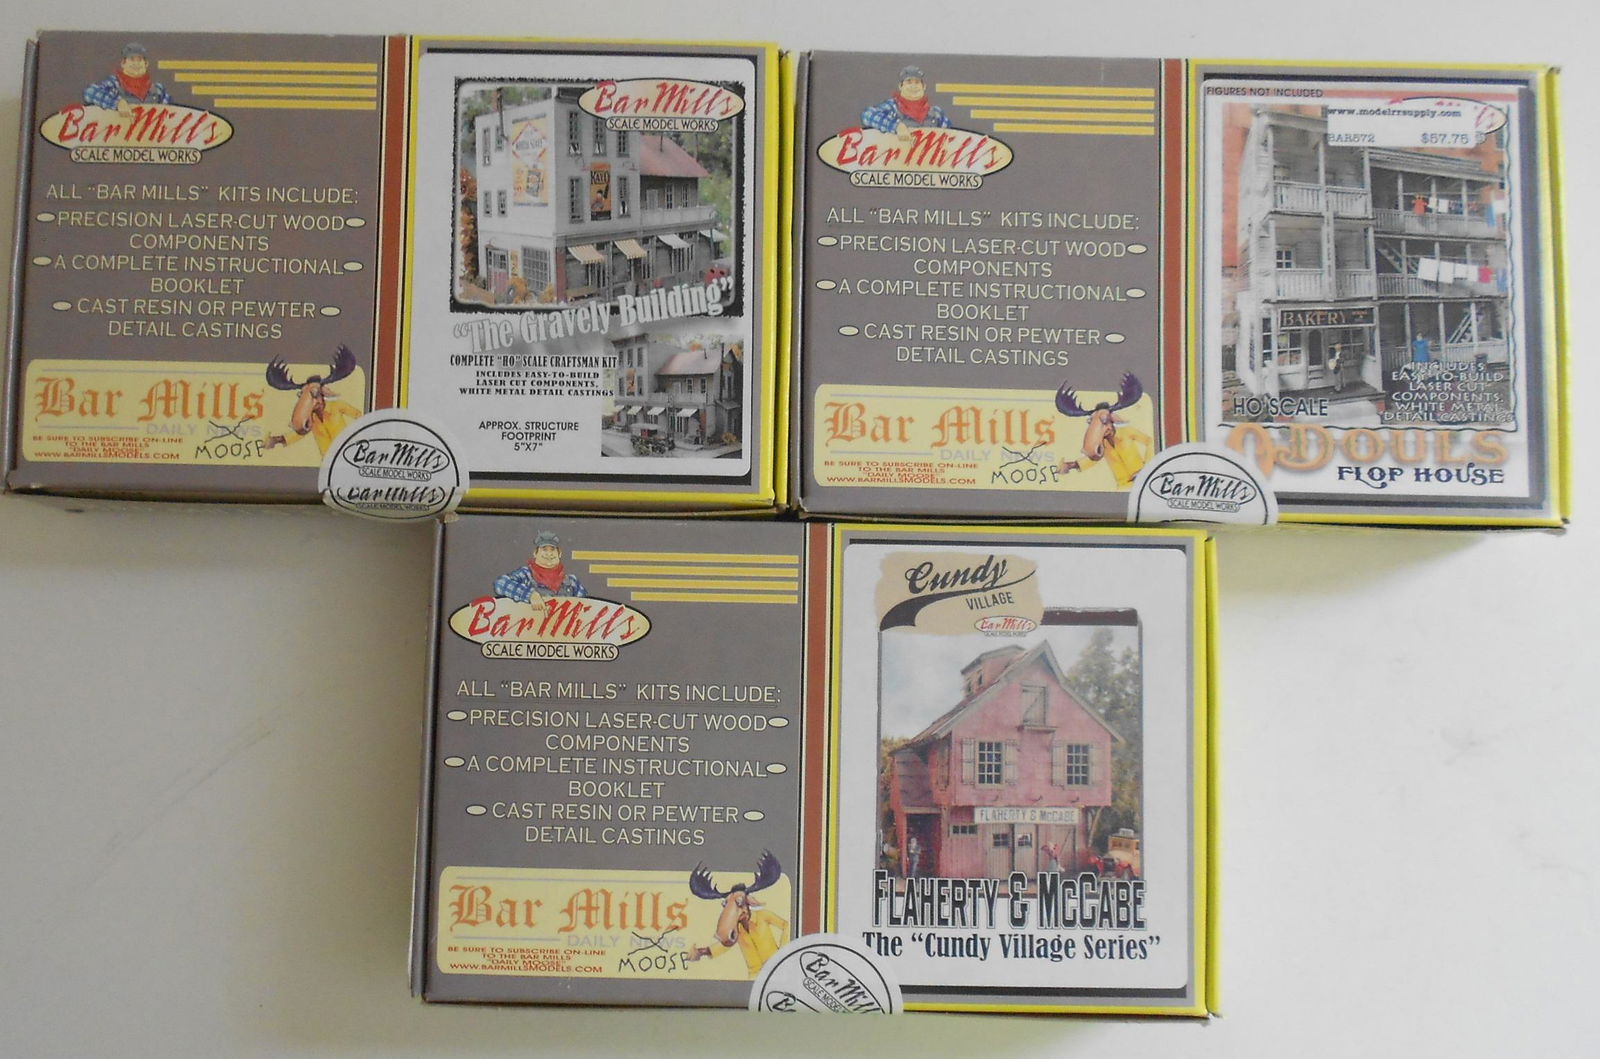 Bar Mills
SCALE MODEL WORKS
ALL "BAR MILLS" KITS INCLUDE:
PRECISION LASER-CUT WOOD
COMPONENTS
A COMPLETE INSTRUCTIONAL
BOOKLET
CAST RESIN OR PEWTER
DETAIL CASTINGS
Bar Mills
DAILY NEWS
MOOSE
BE SURE TO SUBSCRIBE ON-LINE
TO THE BAR MILLS
"DAILY MOOSE"
WWW.BARMILLSMODELS.COM
Bar Mills
SCALE MODEL WORKS
Bar Mills
SCALE MODEL WORKS
Bar Mills
SCALE MODEL WORKS
"The Gravely Building"
COMPLETE "HO" SCALE CRAFTSMAN KIT
INCLUDES EASY-TO-BUILD
LASER CUT COMPONENTS,
WHITE METAL DETAIL CASTINGS
APPROX. STRUCTURE
FOOTPRINT
5"X7"
Bar Mills
SCALE MODEL WORKS
ALL "BAR MILLS" KITS INCLUDE:
PRECISION LASER-CUT WOOD
COMPONENTS
A COMPLETE INSTRUCTIONAL
BOOKLET
CAST RESIN OR PEWTER
DETAIL CASTINGS
Bar Mills
DAILY NEWS
MOOSE
BE SURE TO SUBSCRIBE ON-LINE
TO THE BAR MILLS
"DAILY MOOSE"
WWW.BARMILLSMODELS.COM
Bar Mills
SCALE MODEL WORKS
FIGURES NOT INCLUDED
www.modelrrsupply.com
BAR572 $57.75
BAKERY
INCLUDES
EASY-TO-BUILD
LASER CUT
COMPONENTS,
WHITE METAL
DETAIL CASTINGS
HO SCALE
O'DOULS
FLOP HOUSE
Bar Mills
SCALE MODEL WORKS
ALL "BAR MILLS" KITS INCLUDE:
PRECISION LASER-CUT WOOD
COMPONENTS
A COMPLETE INSTRUCTIONAL
BOOKLET
CAST RESIN OR PEWTER
DETAIL CASTINGS
Bar Mills
DAILY NEWS
MOOSE
BE SURE TO SUBSCRIBE ON-LINE
TO THE BAR MILLS
"DAILY MOOSE"
WWW.BARMILLSMODELS.COM
Bar Mills
SCALE MODEL WORKS
Cundy
VILLAGE
Bar Mills
FLAHERTY & McCABE
FLAHERTY & McCABE
The "Cundy Village Series"